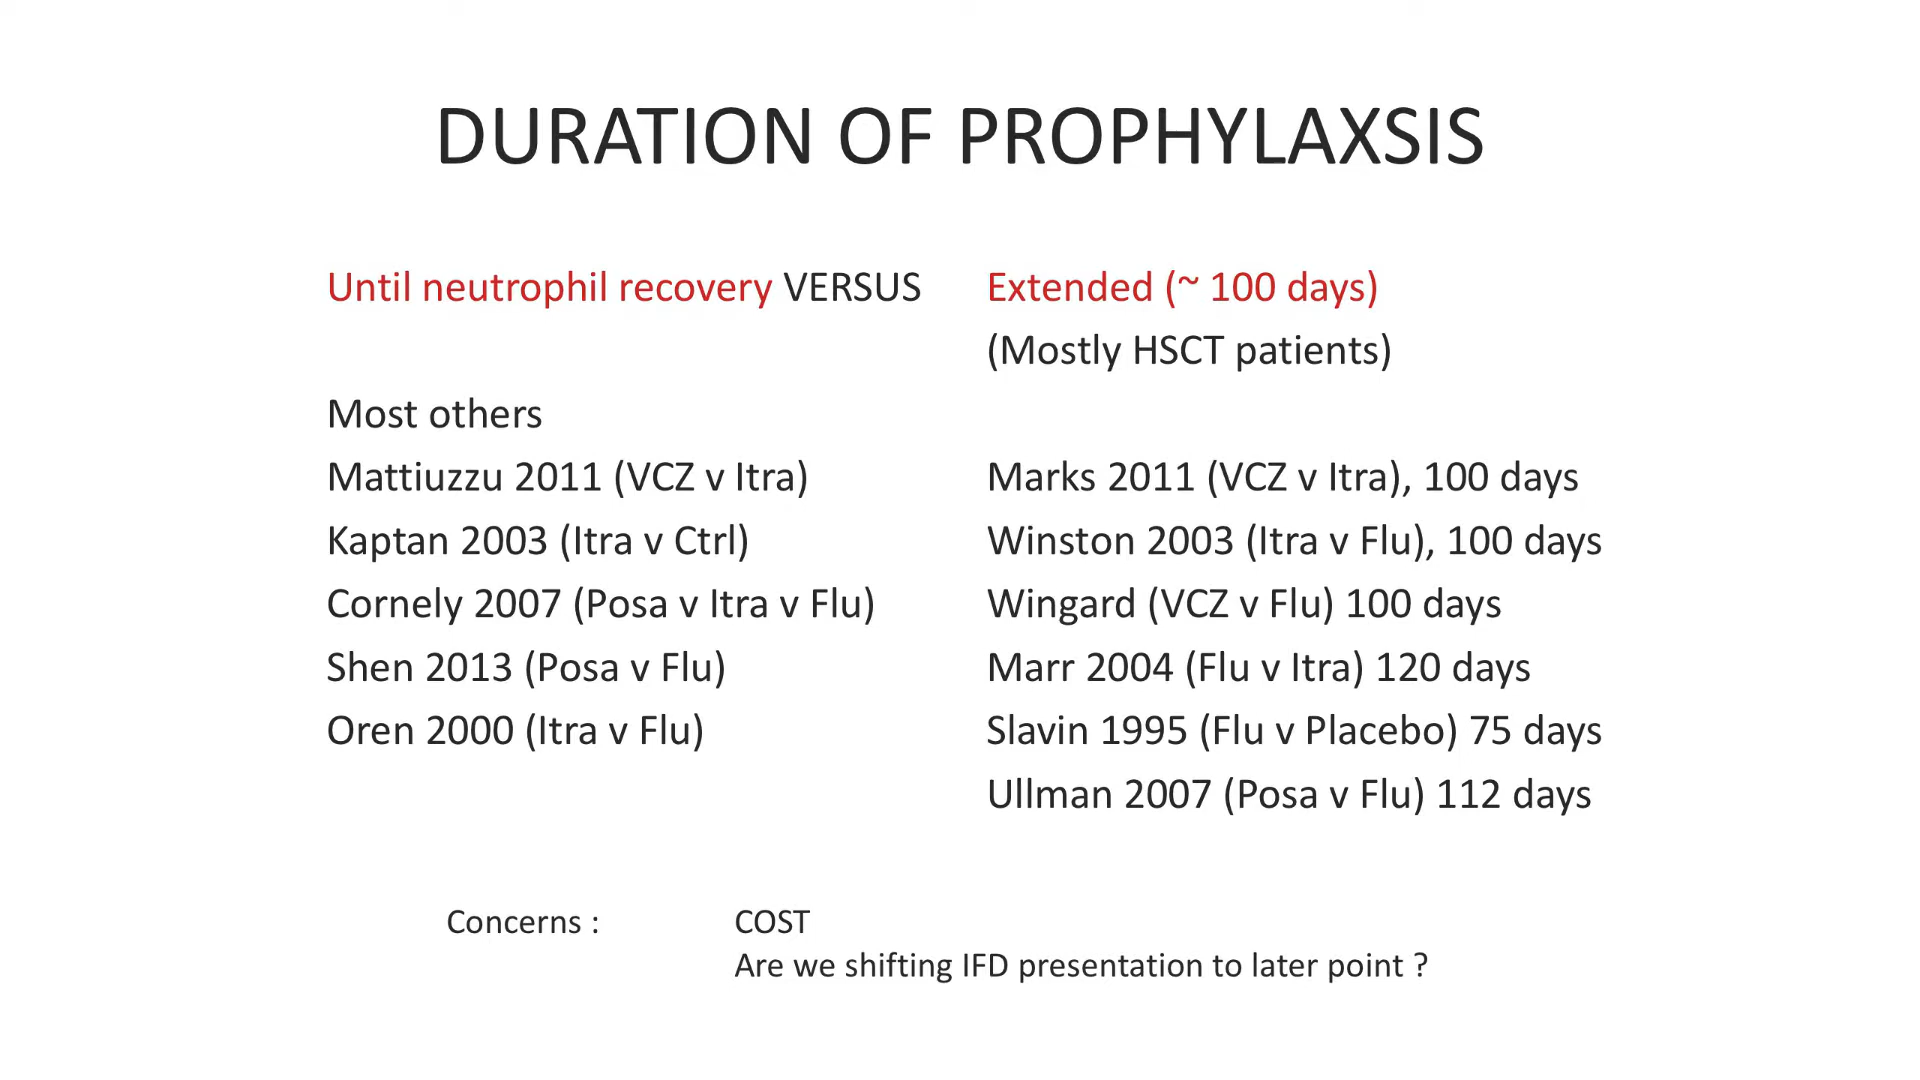 DURATION OF PROPHYLAXSIS
Until neutrophil recovery VERSUS
Most others
Mattiuzzu 2011 (VCZ v Itra)
Kaptan 2003 (Itra v Ctrl)
Cornely 2007 (Posa v Itra v Flu)
Shen 2013 (Posa v Flu)
Oren 2000 (Itra v Flu)
Extended (~ 100 days)
(Mostly HSCT patients)
Marks 2011 (VCZ v Itra), 100 days
Winston 2003 (Itra v Flu), 100 days
Wingard (VCZ v Flu) 100 days
Marr 2004 (Flu v Itra) 120 days
Slavin 1995 (Flu v Placebo) 75 days
Ullman 2007 (Posa v Flu) 112 days
Concerns : COST
Are we shifting IFD presentation to later point ?